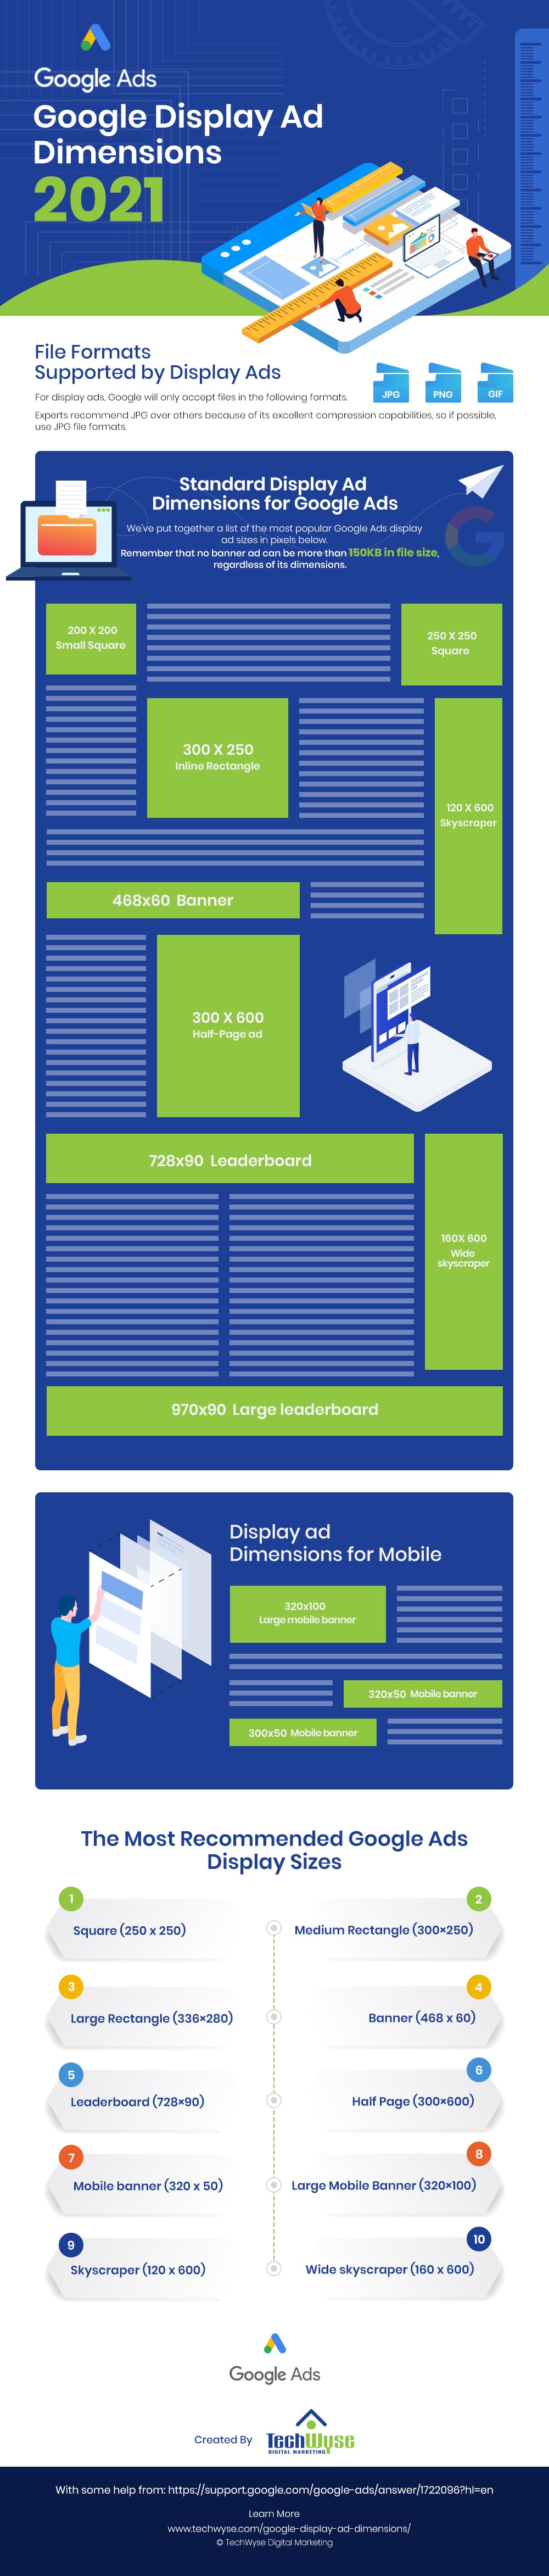 Google Ads
Google Display Ad
Dimensions
2021
File Formats
Supported by Display Ads
For display ads, Google will only accept files in the following formats.
JPG
PNG
GIF
Experts recommend JPG over others because of its excellent compression capabilities, so if possible,
use JPG file formats.
Standard Display Ad
Dimensions for Google Ads
We've put together a list of the most popular Google Ads display
ad sizes in pixels below.
Remember that no banner ad can be more than 150KB in file size,
regardless of its dimensions.
200 X 200
Small Square
250 X 250
Square
300 X 250
Inline Rectangle
120 X 600
Skyscraper
468x60 Banner
300 X 600
Half-Page ad
728x90 Leaderboard
160X 600
Wide
skyscraper
970x90 Large leaderboard
Display ad
Dimensions for Mobile
320x100
Large mobile banner
320x50 Mobile banner
300x50 Mobile banner
The Most Recommended Google Ads
Display Sizes
1
Square (250 x 250)
2
Medium Rectangle (300×250)
3
Large Rectangle (336×280)
4
Banner (468 x 60)
5
Leaderboard (728×90)
6
Half Page (300×600)
7
Mobile banner (320 x 50)
8
Large Mobile Banner (320×100)
9
Skyscraper (120 x 600)
10
Wide skyscraper (160 x 600)
Google Ads
Created By
TechWyse
DIGITAL MARKETING
With some help from: https://support.google.com/google-ads/answer/1722096?hl=en
Learn More
www.techwyse.com/google-display-ad-dimensions/
© TechWyse Digital Marketing